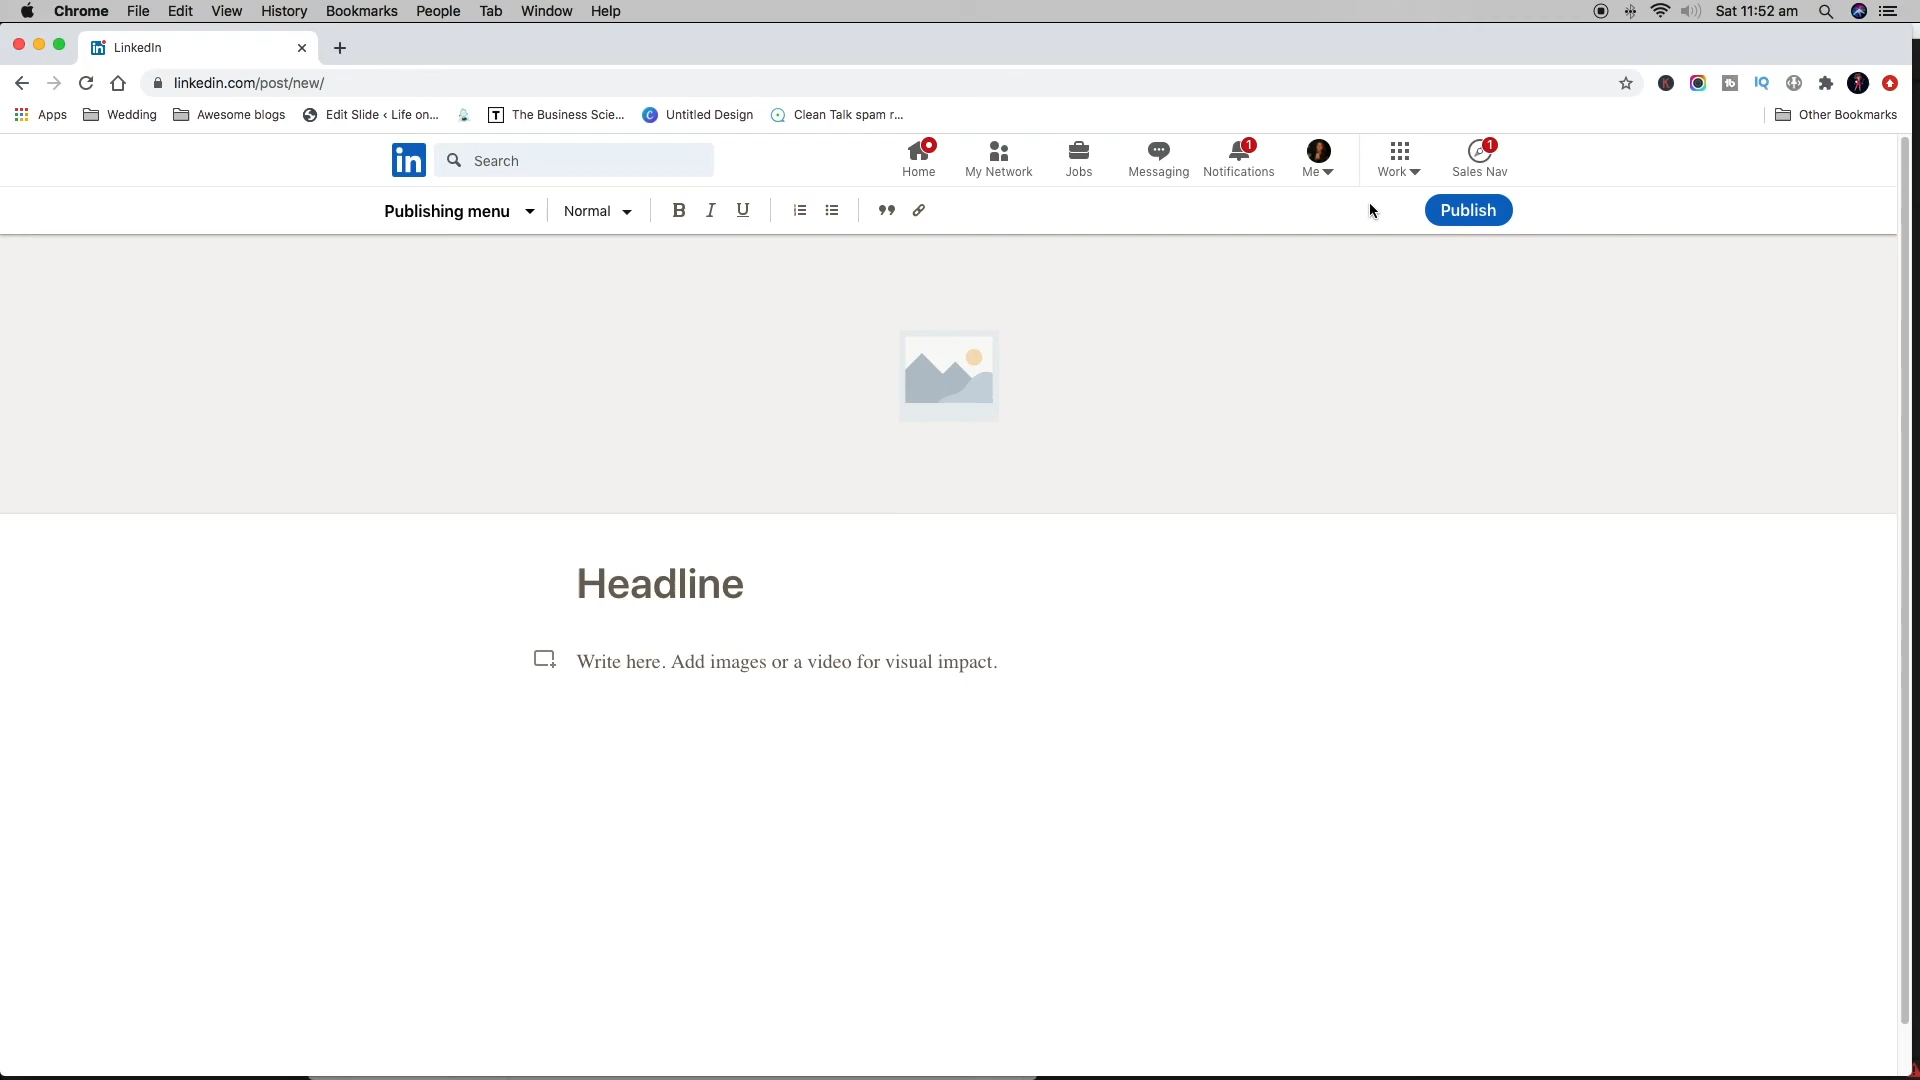 Chrome File Edit View History Bookmarks People Tab Window Help Sat 11:52 am
LinkedIn
linkedin.com/post/new/
Apps Wedding Awesome blogs Edit Slide ‹ Life on... T The Business Scie... C Untitled Design Clean Talk spam r... Other Bookmarks
in Search Home My Network Jobs Messaging 1 Notifications Me Work 1 Sales Nav
Publishing menu Normal B I U Publish
Headline
Write here. Add images or a video for visual impact.